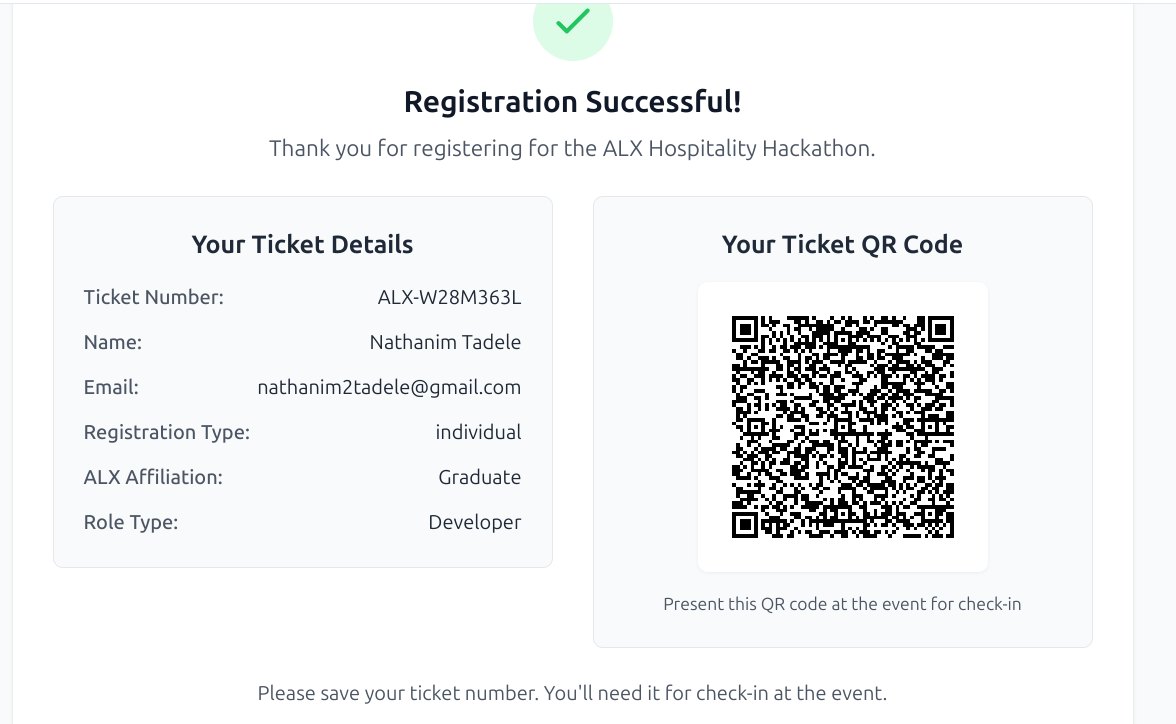 Registration Successful!
Thank you for registering for the ALX Hospitality Hackathon.
Your Ticket Details
Ticket Number: ALX-W28M363L
Name: Nathanim Tadele
Email: nathanim2tadele@gmail.com
Registration Type: individual
ALX Affiliation: Graduate
Role Type: Developer
Your Ticket QR Code
Present this QR code at the event for check-in
Please save your ticket number. You'll need it for check-in at the event.